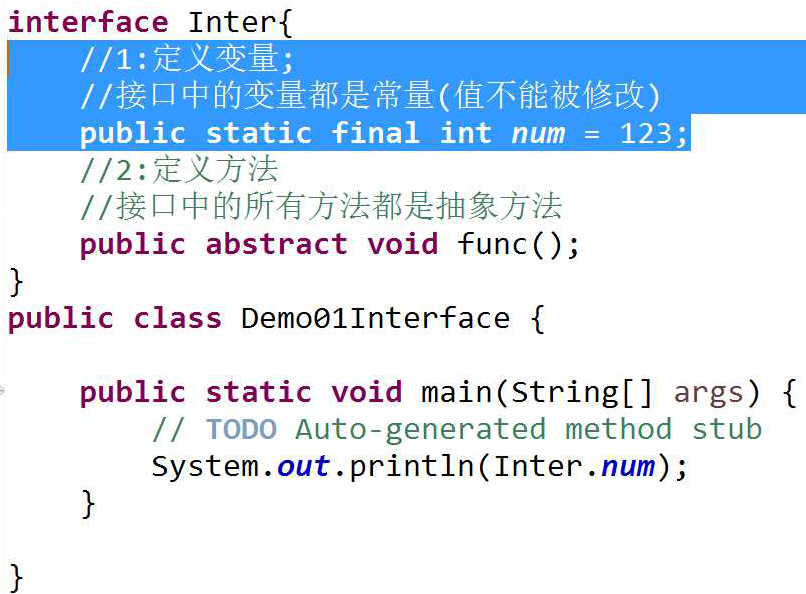 interface Inter{
//1:定义变量;
//接口中的变量都是常量(值不能被修改)
public static final int num = 123;
//2:定义方法
//接口中的所有方法都是抽象方法
public abstract void func();
}
public class Demo01Interface {
public static void main(String[] args) {
// TODO Auto-generated method stub
System.out.println(Inter.num);
}
}